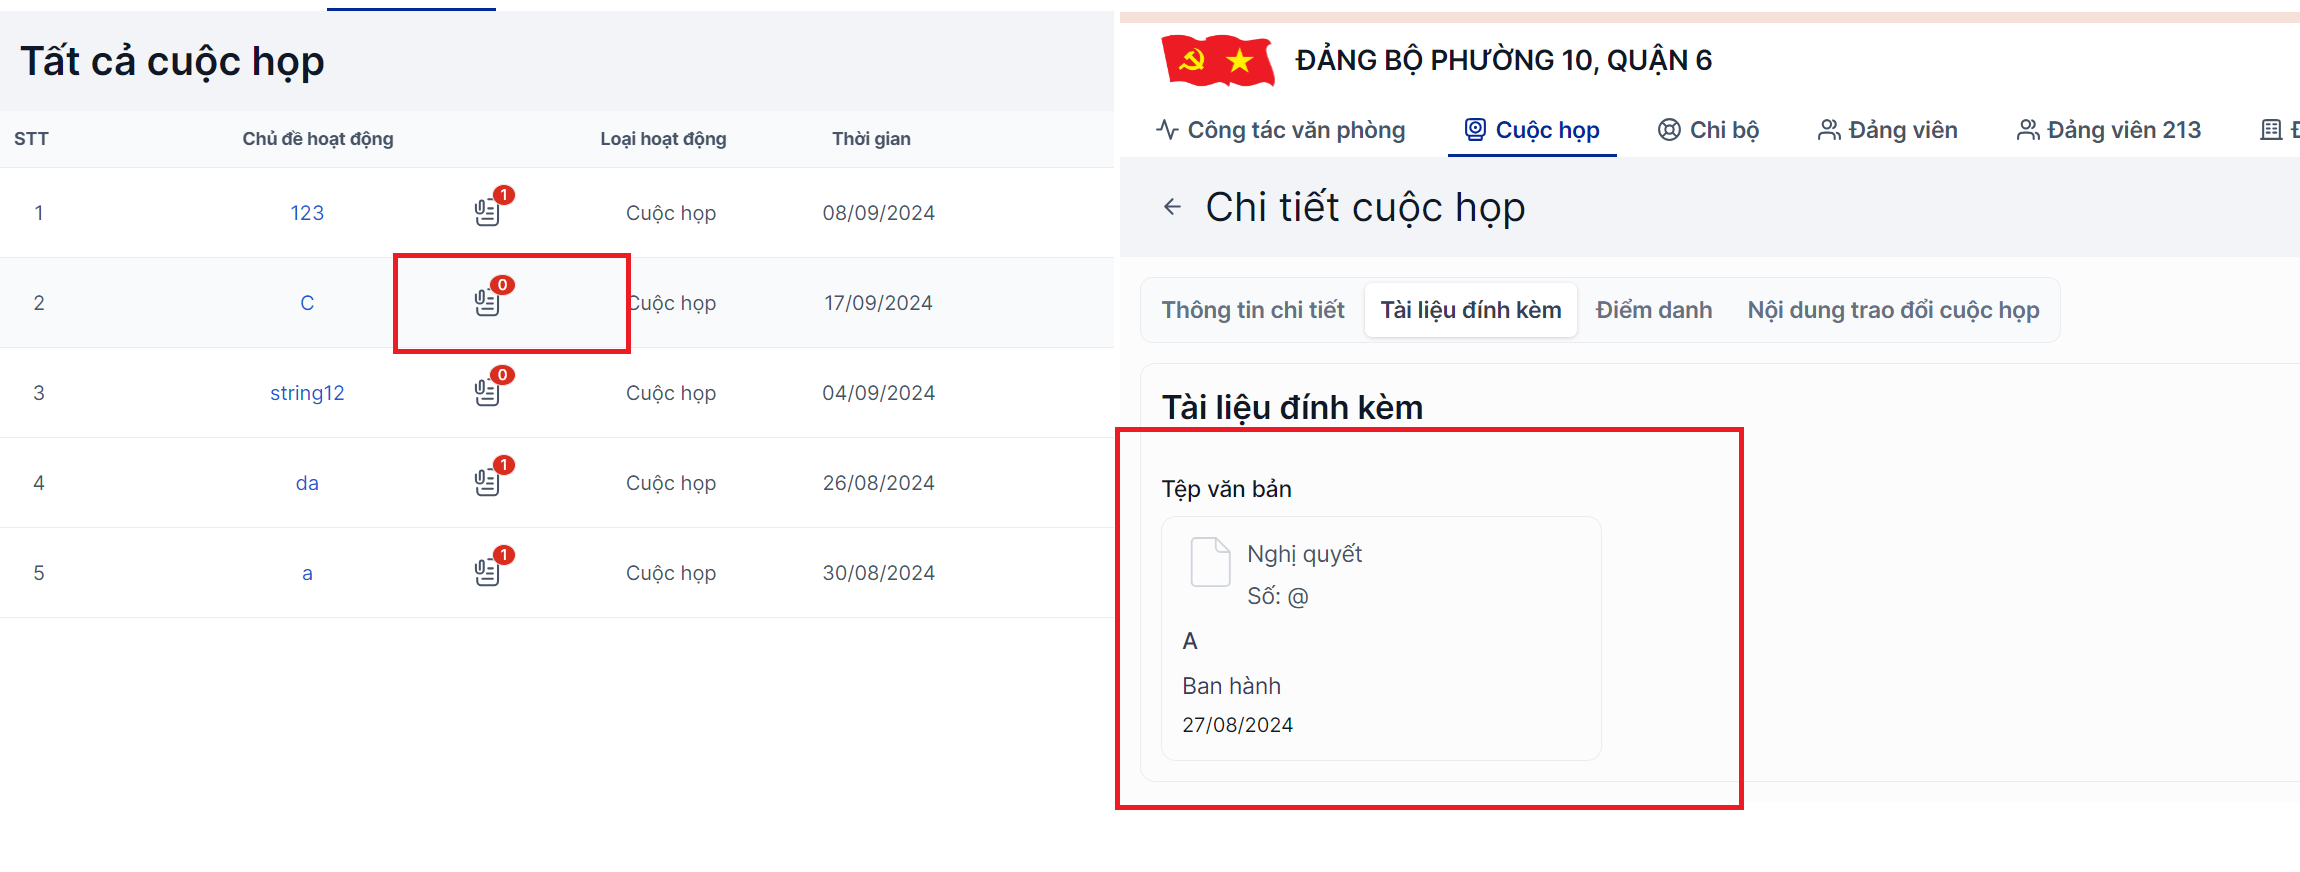 Tất cả cuộc họp
STT Chủ đề hoạt động Loại hoạt động Thời gian
1 123 1 Cuộc họp 08/09/2024
2 C 0 Cuộc họp 17/09/2024
3 string12 0 Cuộc họp 04/09/2024
4 da 1 Cuộc họp 26/08/2024
5 a 1 Cuộc họp 30/08/2024
ĐẢNG BỘ PHƯỜNG 10, QUẬN 6
Công tác văn phòng Cuộc họp Chi bộ Đảng viên Đảng viên 213
Chi tiết cuộc họp
Thông tin chi tiết Tài liệu đính kèm Điểm danh Nội dung trao đổi cuộc họp
Tài liệu đính kèm
Tệp văn bản
Nghị quyết
Số: @
A
Ban hành
27/08/2024